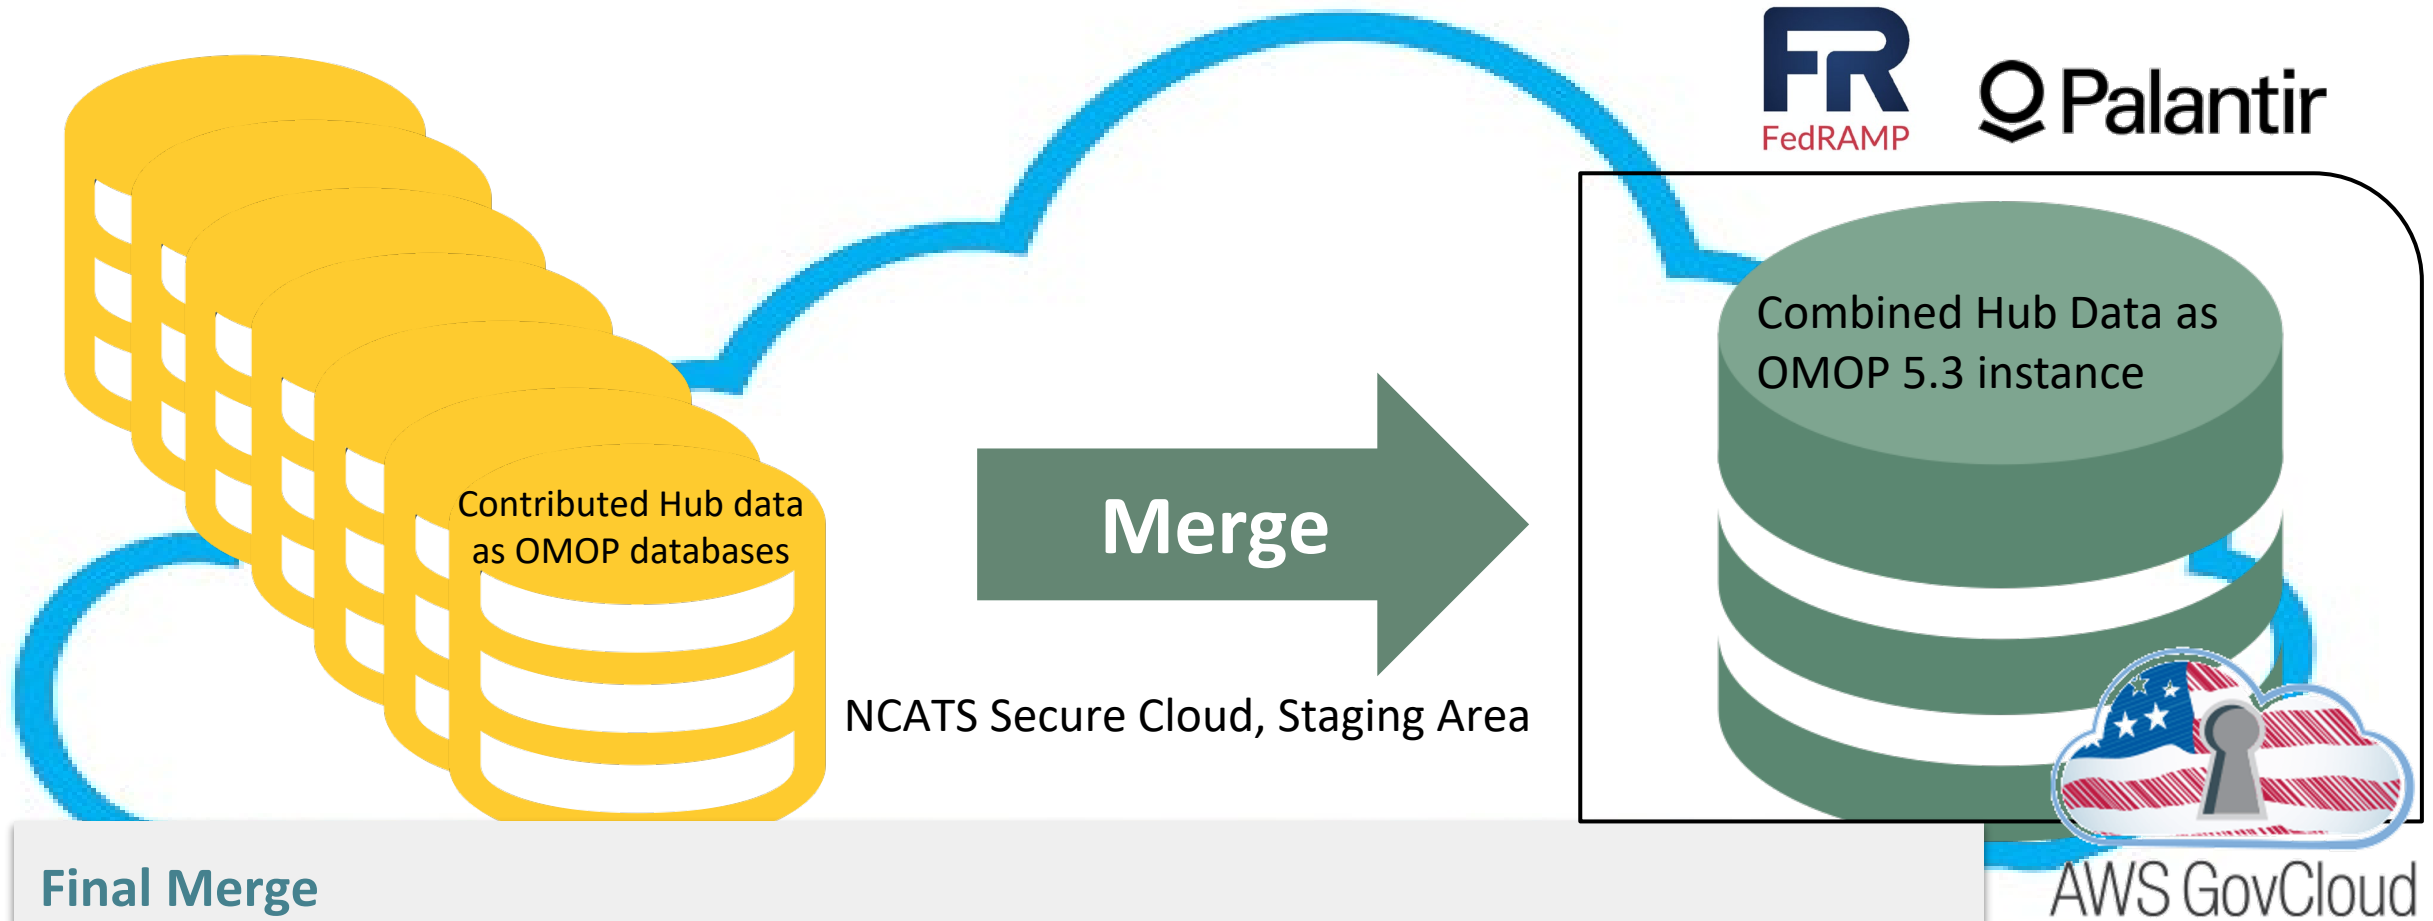 FR
FedRAMP
Palantir
Combined Hub Data as
OMOP 5.3 instance
Contributed Hub data
as OMOP databases
Merge
NCATS Secure Cloud, Staging Area
Final Merge
AWS GovCloud